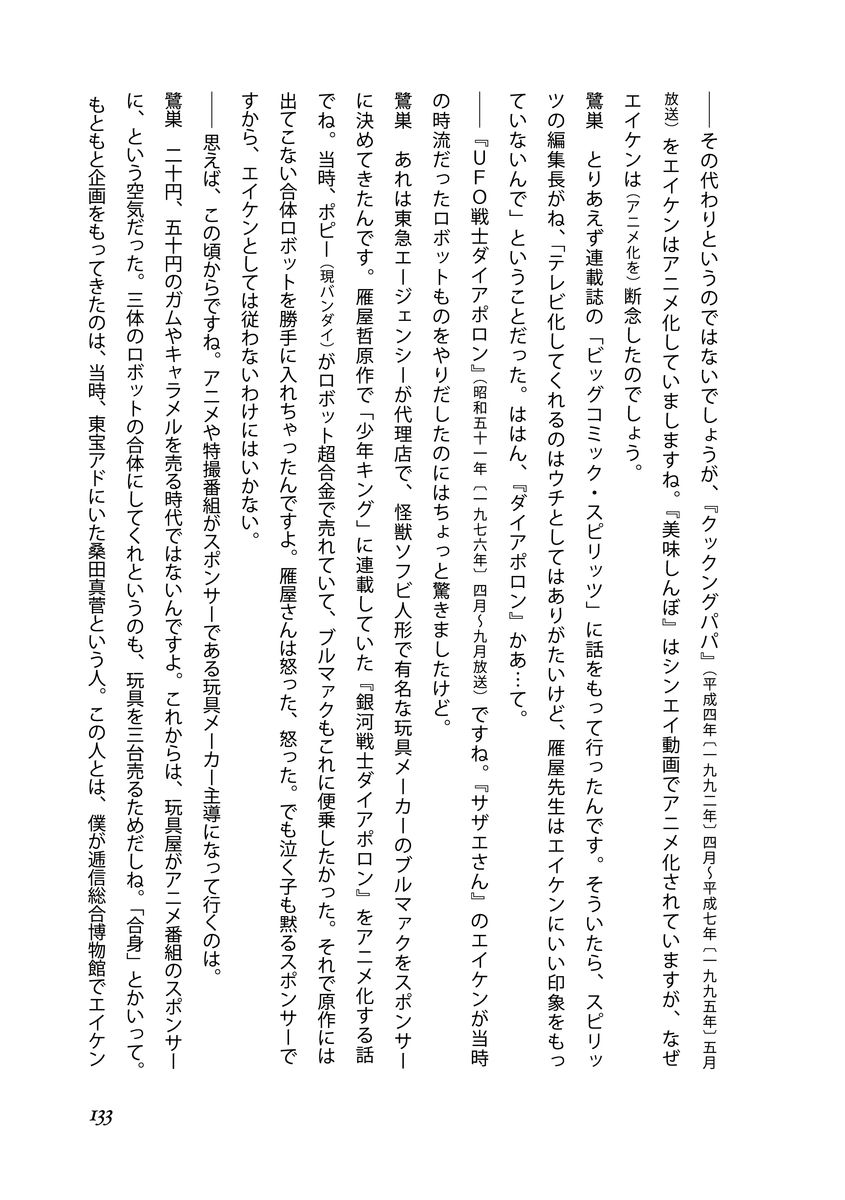 ――その代わりというのではないでしょうが、『クックングパパ』（平成四年〔一九九二年〕四月〜平成七年〔一九九五年〕五月
放送）をエイケンはアニメ化していましますね。『美味しんぼ』はシンエイ動画でアニメ化されていますが、なぜ
エイケンは（アニメ化を）断念したのでしょう。
鷺巣　とりあえず連載誌の「ビッグコミック・スピリッツ」に話をもって行ったんです。そういたら、スピリッ
ツの編集長がね、「テレビ化してくれるのはウチとしてはありがたいけど、雁屋先生はエイケンにいい印象をもっ
ていないんで」ということだった。ははん、『ダイアポロン』かぁ…て。
――『ＵＦＯ戦士ダイアポロン』（昭和五十一年〔一九七六年〕四月〜九月放送）ですね。『サザエさん』のエイケンが当時
の時流だったロボットものをやりだしたのにはちょっと驚きましたけど。
鷺巣　あれは東急エージェンシーが代理店で、怪獣ソフビ人形で有名な玩具メーカーのブルマァクをスポンサー
に決めてきたんです。雁屋哲原作で「少年キング」に連載していた『銀河戦士ダイアポロン』をアニメ化する話
でね。当時、ポピー（現バンダイ）がロボット超合金で売れていて、ブルマァクもこれに便乗したかった。それで原作には
出てこない合体ロボットを勝手に入れちゃったんですよ。雁屋さんは怒った、怒った。でも泣く子も黙るスポンサーで
すから、エイケンとしては従わないわけにはいかない。
――思えば、この頃からですね。アニメや特撮番組がスポンサーである玩具メーカー主導になって行くのは。
鷺巣　二十円、五十円のガムやキャラメルを売る時代ではないんですよ。これからは、玩具屋がアニメ番組のスポンサー
に、という空気だった。三体のロボットの合体にしてくれというのも、玩具を三台売るためだしね。「合身」とかいって。
もともと企画をもってきたのは、当時、東宝アドにいた桑田真菅という人。この人とは、僕が逓信総合博物館でエイケン
133